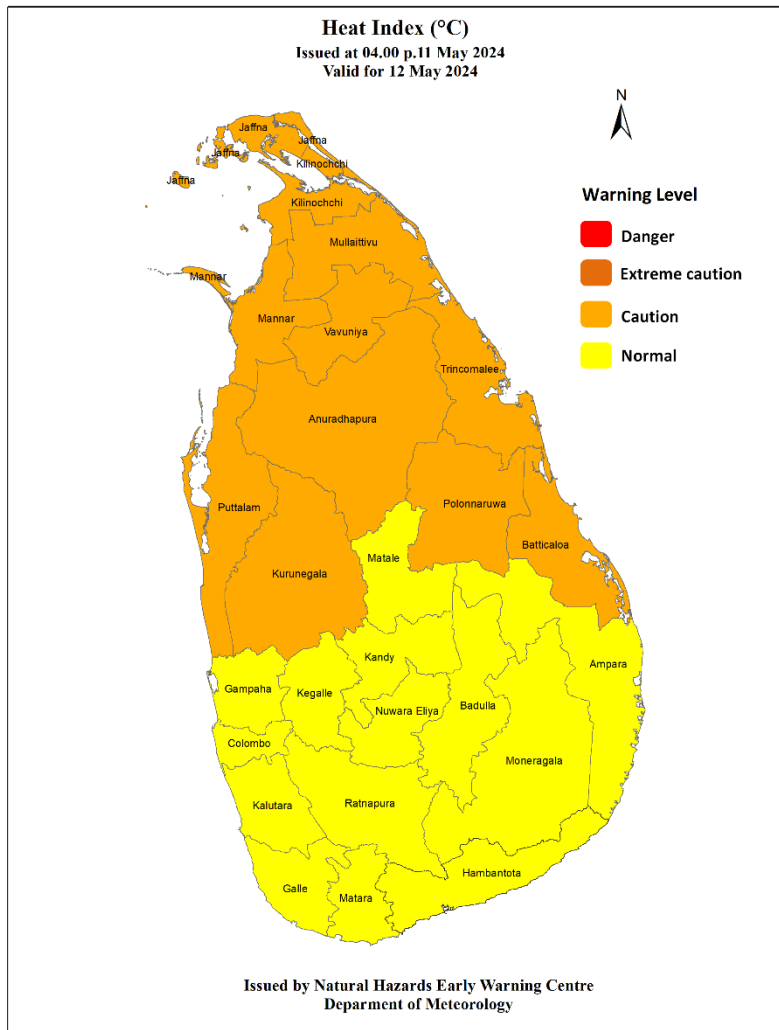 Heat Index (°C)
Issued at 04.00 p.11 May 2024
Valid for 12 May 2024
N
Jaffna
Jaffna
Jaffna
Kilinochchi
Jaffna
Kilinochchi
Mullaittivu
Mannar
Mannar
Vavuniya
Trincomalee
Anuradhapura
Puttalam
Polonnaruwa
Batticaloa
Matale
Kurunegala
Kandy
Ampara
Gampaha
Kegalle
Nuwara Eliya
Badulla
Colombo
Moneragala
Kalutara
Ratnapura
Hambantota
Galle
Matara
Warning Level
Danger
Extreme caution
Caution
Normal
Issued by Natural Hazards Early Warning Centre
Deparment of Meteorology